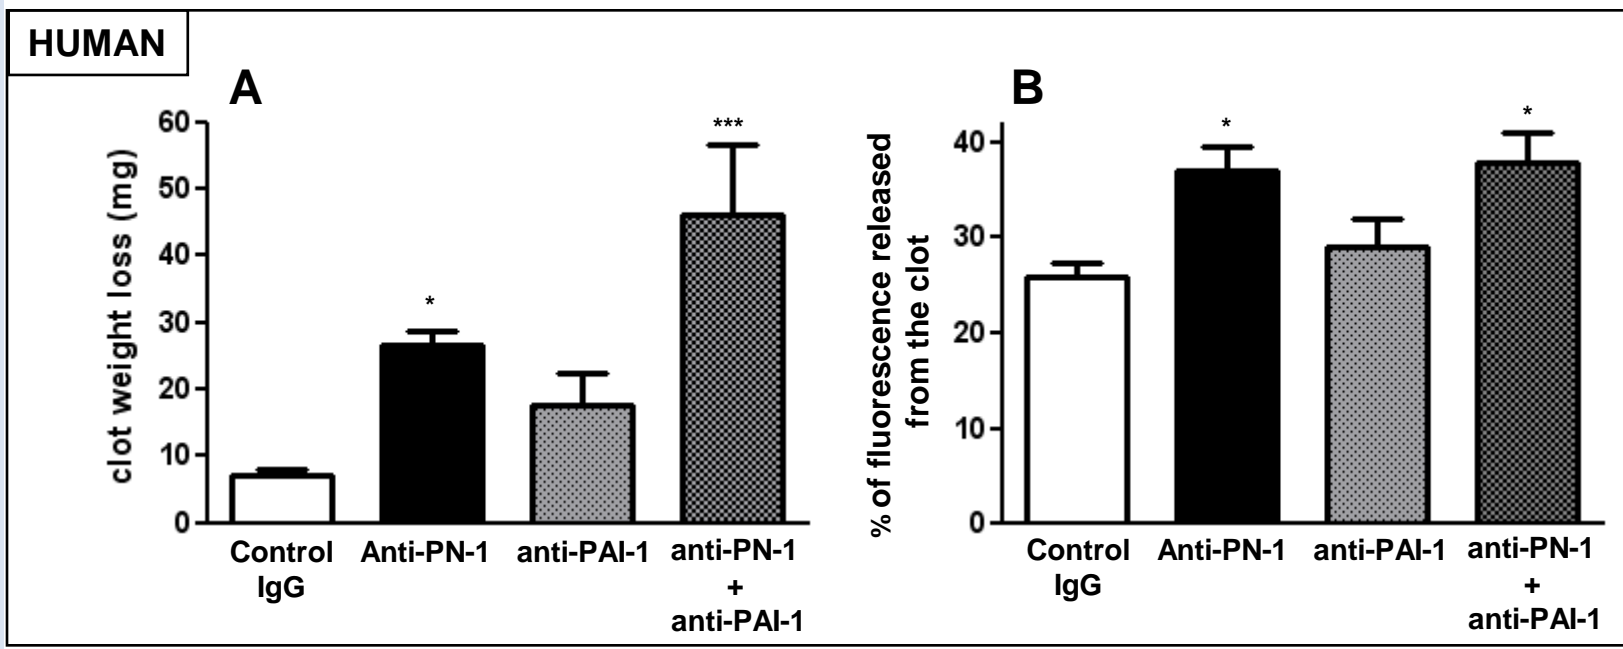 HUMAN
A
60
50
40
30
20
10
0
clot weight loss (mg)
*
***
Control
IgG
Anti-PN-1
anti-PAI-1
anti-PN-1
+
anti-PAI-1
B
40
30
20
10
0
% of fluorescence released
from the clot
*
*
Control
IgG
Anti-PN-1
anti-PAI-1
anti-PN-1
+
anti-PAI-1